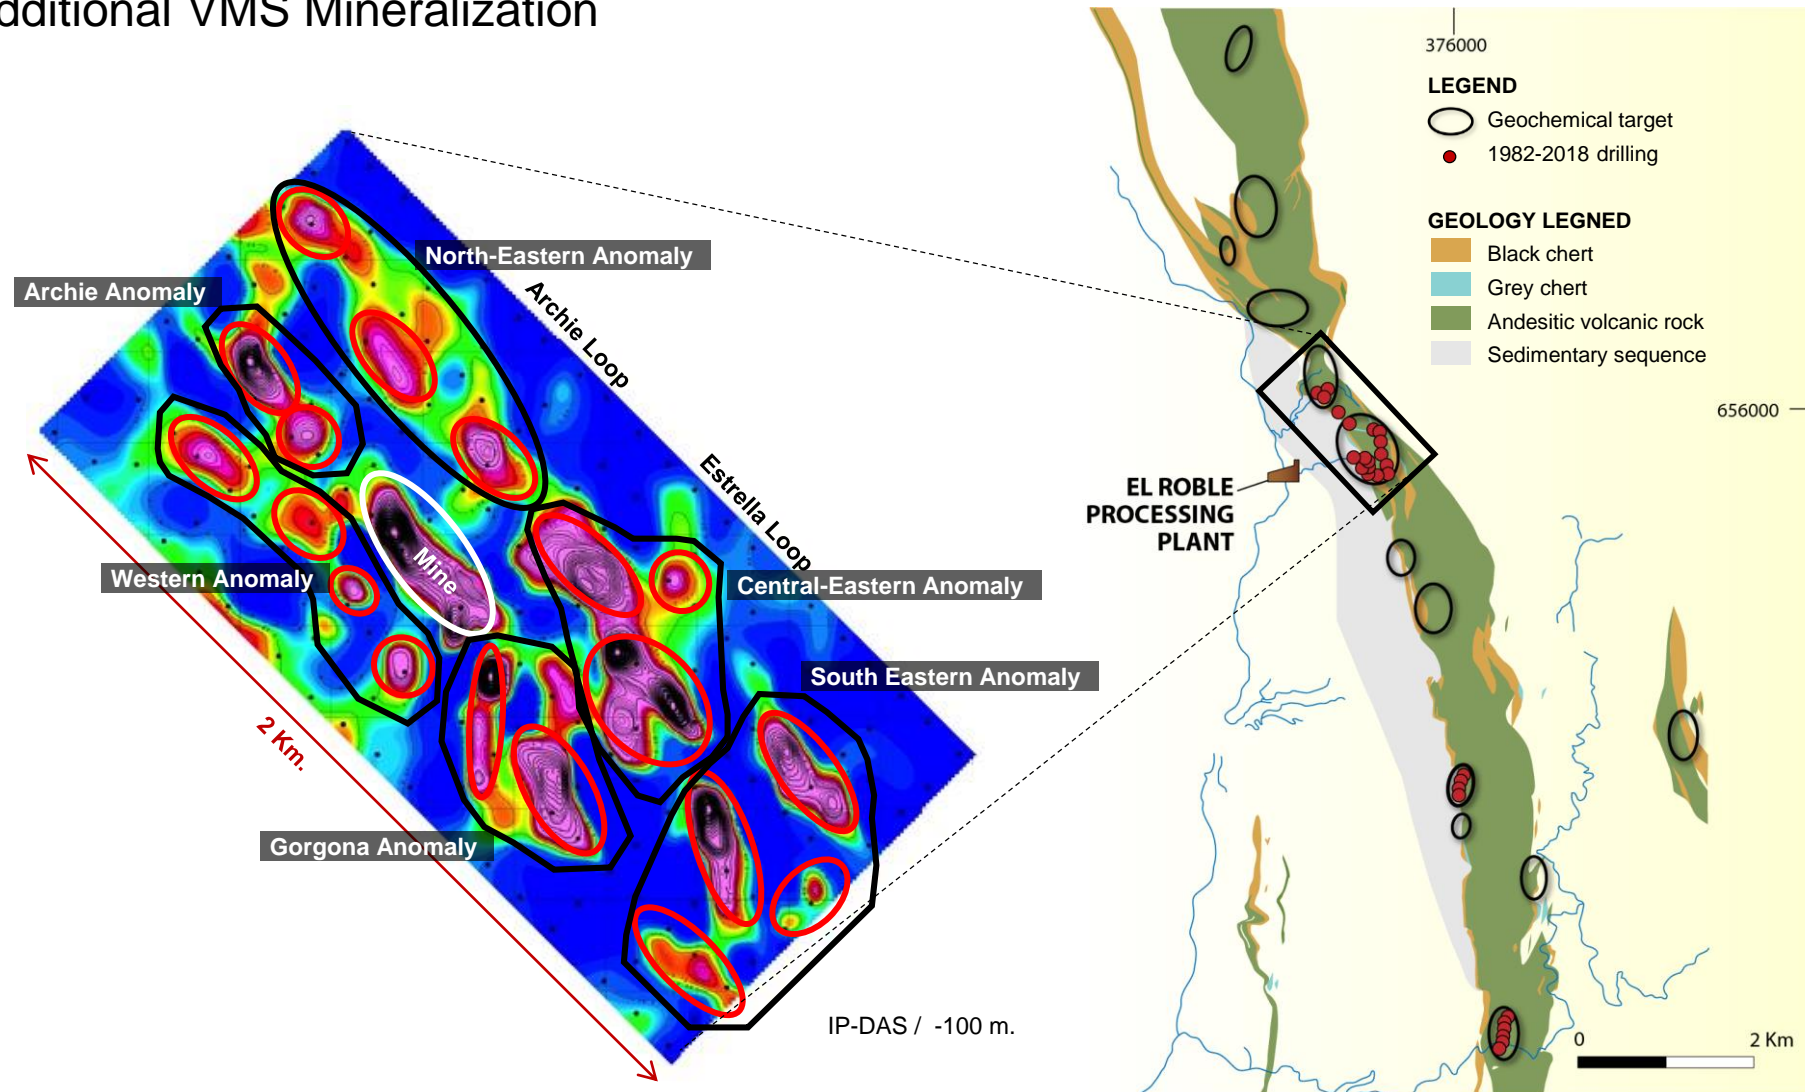 dditional VMS Mineralization
376000
LEGEND
Geochemical target
1982-2018 drilling
GEOLOGY LEGNED
Black chert
Grey chert
Andesitic volcanic rock
Sedimentary sequence
656000
North-Eastern Anomaly
Archie Anomaly
Archie Loop
Estrella Loop
EL ROBLE
PROCESSING
PLANT
Mine
Western Anomaly
Central-Eastern Anomaly
South Eastern Anomaly
2 Km.
Gorgona Anomaly
IP-DAS / -100 m.
0 2 Km